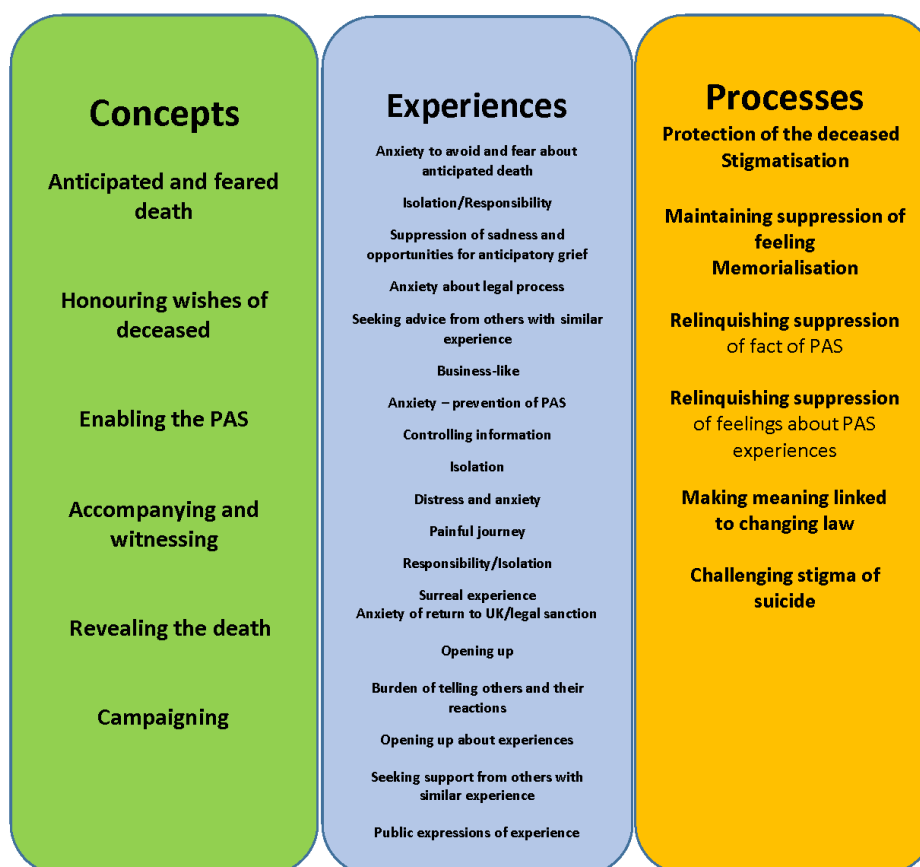 Concepts
Anticipated and feared
death
Honouring wishes of
deceased
Enabling the PAS
Accompanying and
witnessing
Revealing the death
Campaigning
Experiences
Anxiety to avoid and fear about
anticipated death
Isolation/Responsibility
Suppression of sadness and
opportunities for anticipatory grief
Anxiety about legal process
Seeking advice from others with similar
experience
Business-like
Anxiety – prevention of PAS
Controlling information
Isolation
Distress and anxiety
Painful journey
Responsibility/Isolation
Surreal experience
Anxiety of return to UK/legal sanction
Opening up
Burden of telling others and their
reactions
Opening up about experiences
Seeking support from others with
similar experience
Public expressions of experience
Processes
Protection of the deceased
Stigmatisation
Maintaining suppression of
feeling
Memorialisation
Relinquishing suppression
of fact of PAS
Relinquishing suppression
of feelings about PAS
experiences
Making meaning linked
to changing law
Challenging stigma of
suicide